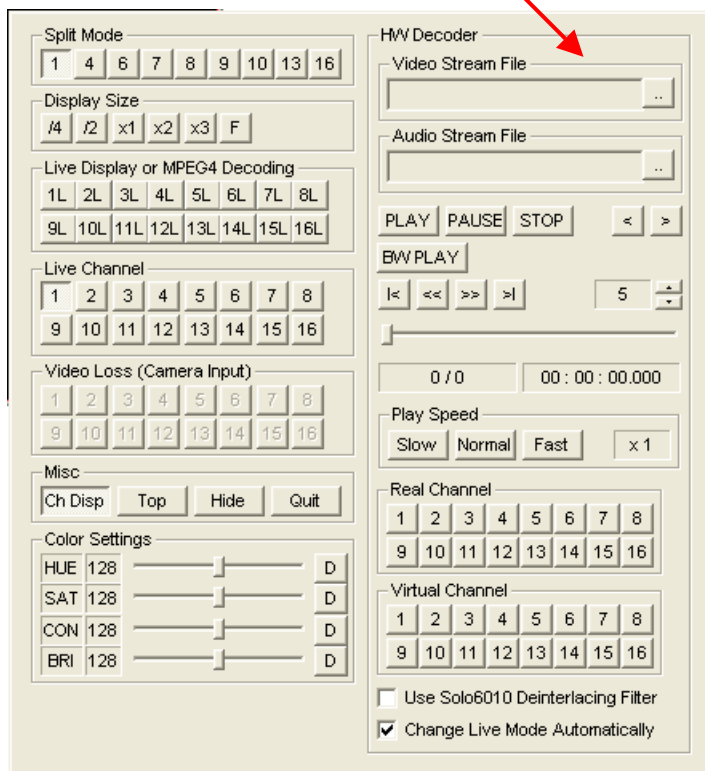 Split Mode
1 4 6 7 8 9 10 13 16
Display Size
/4 /2 x1 x2 x3 F
Live Display or MPEG4 Decoding
1L 2L 3L 4L 5L 6L 7L 8L
9L 10L 11L 12L 13L 14L 15L 16L
Live Channel
1 2 3 4 5 6 7 8
9 10 11 12 13 14 15 16
Video Loss (Camera Input)
1 2 3 4 5 6 7 8
9 10 11 12 13 14 15 16
Misc
Ch Disp Top Hide Quit
Color Settings
HUE 128 D
SAT 128 D
CON 128 D
BRI 128 D
HW Decoder
Video Stream File
..
Audio Stream File
..
PLAY PAUSE STOP < >
BW PLAY
|< << >> >| 5
0 / 0 00 : 00 : 00.000
Play Speed
Slow Normal Fast x 1
Real Channel
1 2 3 4 5 6 7 8
9 10 11 12 13 14 15 16
Virtual Channel
1 2 3 4 5 6 7 8
9 10 11 12 13 14 15 16
Use Solo6010 Deinterlacing Filter
Change Live Mode Automatically